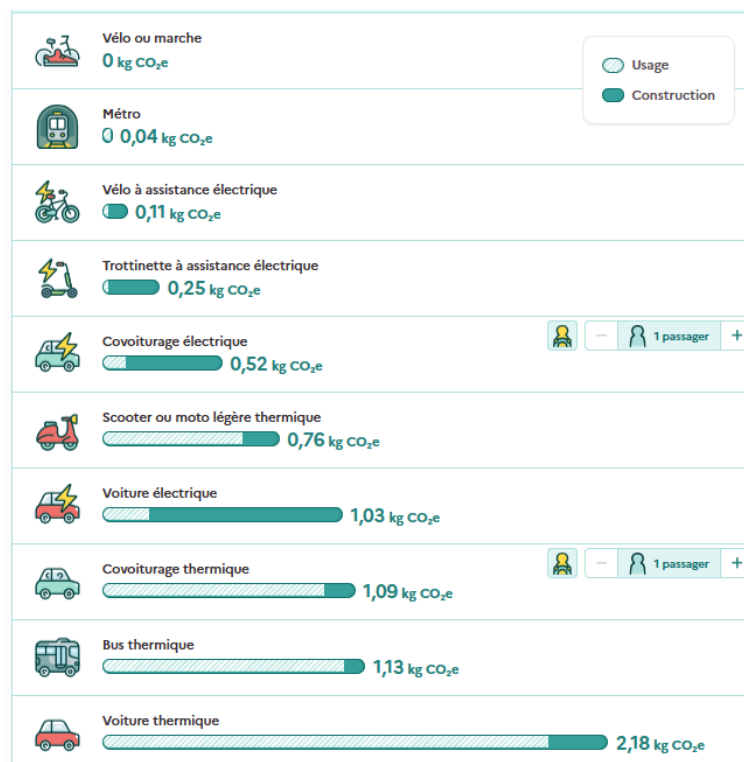 Vélo ou marche
0 kg CO₂e
Usage
Construction
Métro
0,04 kg CO₂e
Vélo à assistance électrique
0,11 kg CO₂e
Trottinette à assistance électrique
0,25 kg CO₂e
Covoiturage électrique
1 passager
0,52 kg CO₂e
Scooter ou moto légère thermique
0,76 kg CO₂e
Voiture électrique
1,03 kg CO₂e
Covoiturage thermique
1 passager
1,09 kg CO₂e
Bus thermique
1,13 kg CO₂e
Voiture thermique
2,18 kg CO₂e